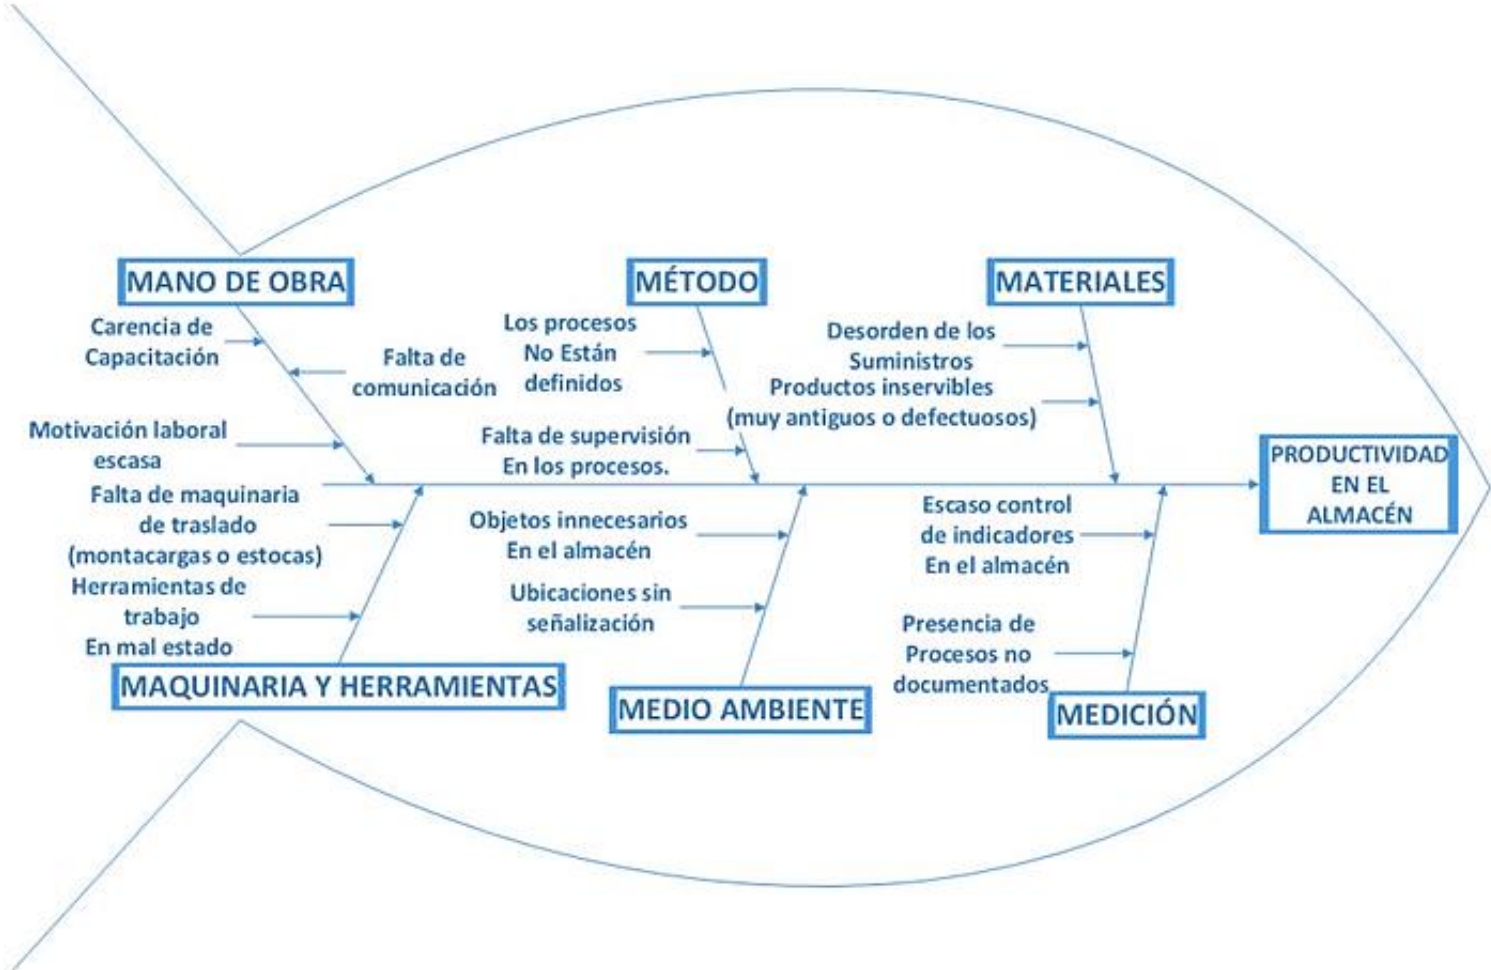 MANO DE OBRA
MÉTODO
MATERIALES
Carencia de
Capacitación
Falta de
comunicación
Motivación laboral
escasa
Los procesos
No Están
definidos
Falta de supervisión
En los procesos.
Desorden de los
Suministros
Productos inservibles
(muy antiguos o defectuosos)
PRODUCTIVIDAD
EN EL
ALMACÉN
Falta de maquinaria
de traslado
(montacargas o estocas)
Herramientas de
trabajo
En mal estado
Objetos innecesarios
En el almacén
Ubicaciones sin
señalización
Escaso control
de indicadores
En el almacén
Presencia de
Procesos no
documentados
MAQUINARIA Y HERRAMIENTAS
MEDIO AMBIENTE
MEDICIÓN